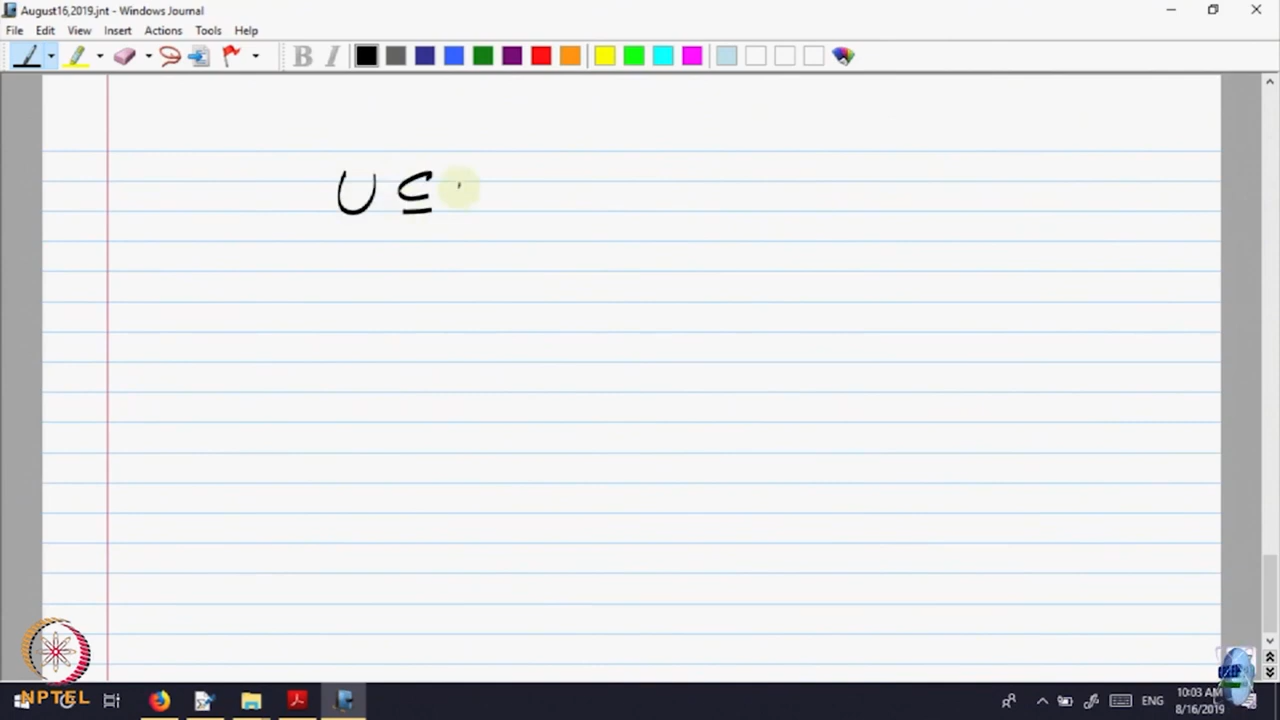 August16,2019.jnt - Windows Journal
File Edit View Insert Actions Tools Help
B I
U ⊆
NPTEL
ENG
10:03 AM
8/16/2019